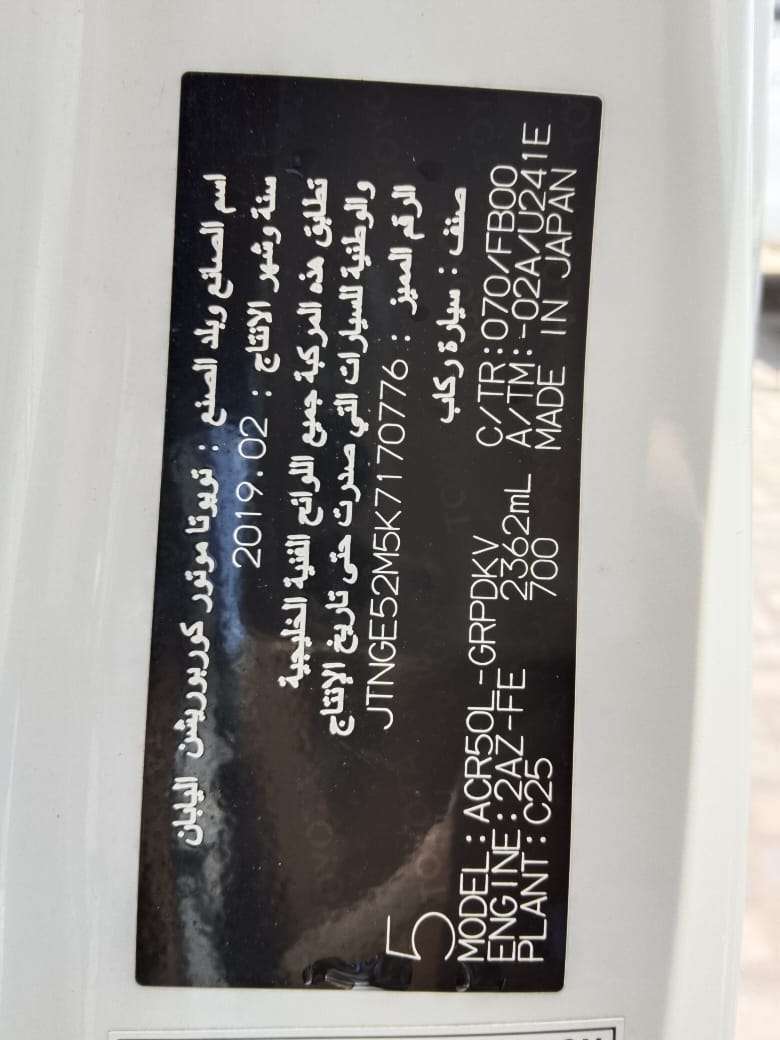 اسم الصانع وبلد الصنع : تويوتا موتور كوربوريشن اليابان
سنة وشهر الانتاج : 2019.02
تطابق هذه المركبة جميع اللوائح الفنية الخليجية
والوطنية للسيارات التي صدرت حتى تاريخ الإنتاج
الرقم المميز : JTNGE52M5K7170776
صنف : سيارة ركاب
5
MODEL : ACR50L-GRPDKV C/TR:070/FB00
ENGINE:2AZ-FE 2362mL A/TM:-02A/U241E
PLANT:C25 700 MADE IN JAPAN